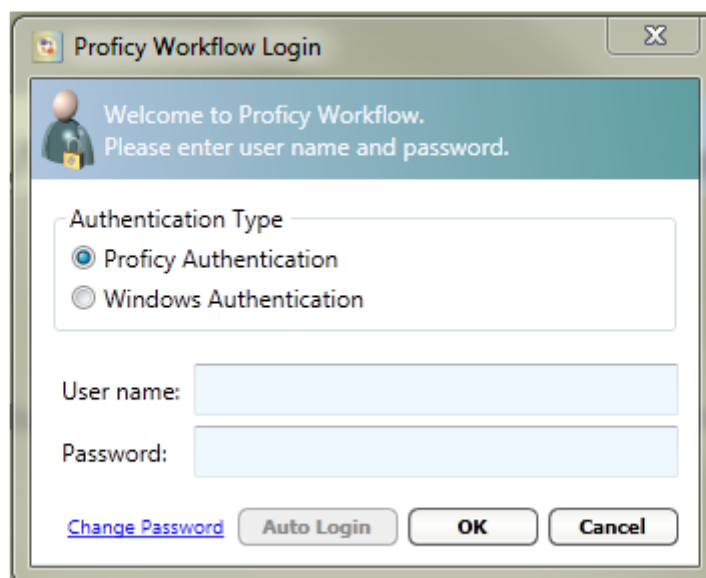 Proficy Workflow Login
Welcome to Proficy Workflow.
Please enter user name and password.
Authentication Type
Proficy Authentication
Windows Authentication
User name:
Password:
Change Password Auto Login OK Cancel